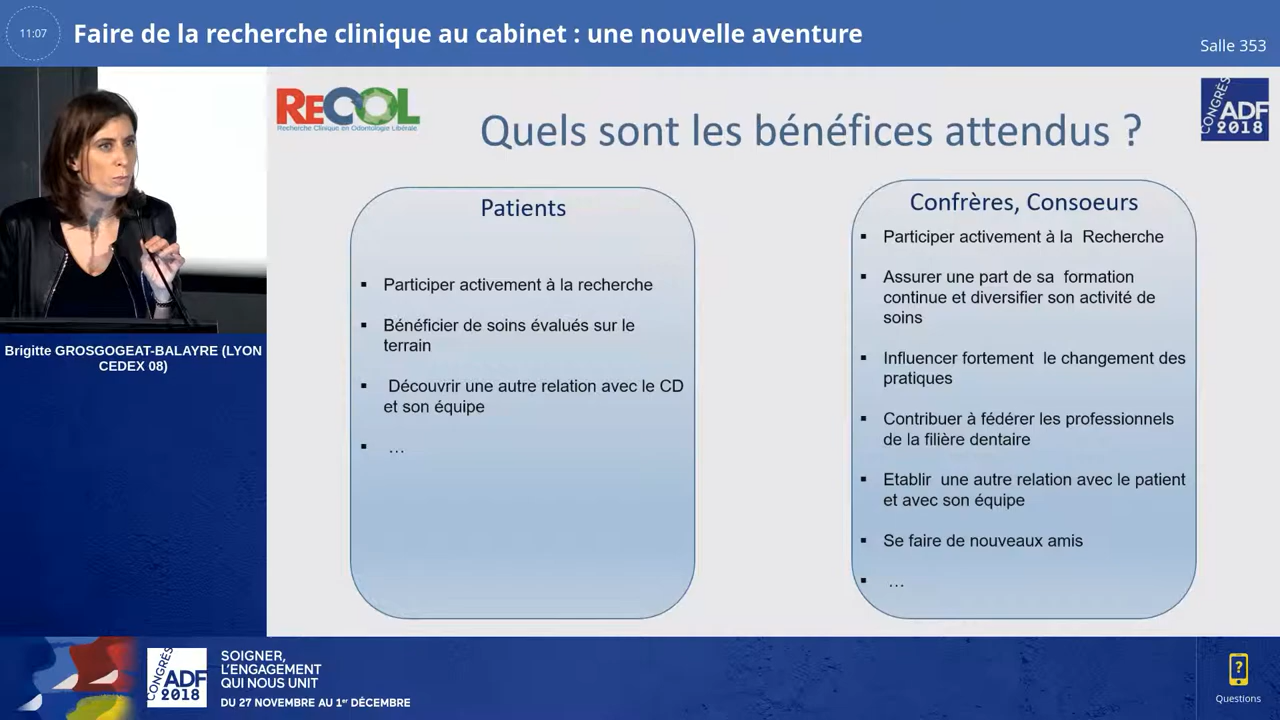 11:07
Faire de la recherche clinique au cabinet : une nouvelle aventure
Salle 353
ReCOL
Recherche Clinique en Odontologie Libérale
Quels sont les bénéfices attendus ?
CONGRÈS
ADF
2018
Brigitte GROSGOGEAT-BALAYRE (LYON
CEDEX 08)
Patients
▪ Participer activement à la recherche
▪ Bénéficier de soins évalués sur le
terrain
▪ Découvrir une autre relation avec le CD
et son équipe
▪ ...
Confrères, Consoeurs
▪ Participer activement à la Recherche
▪ Assurer une part de sa formation
continue et diversifier son activité de
soins
▪ Influencer fortement le changement des
pratiques
▪ Contribuer à fédérer les professionnels
de la filière dentaire
▪ Etablir une autre relation avec le patient
et avec son équipe
▪ Se faire de nouveaux amis
▪ ...
CONGRÈS
ADF
2018
SOIGNER,
L'ENGAGEMENT
QUI NOUS UNIT
DU 27 NOVEMBRE AU 1er DÉCEMBRE
?
Questions